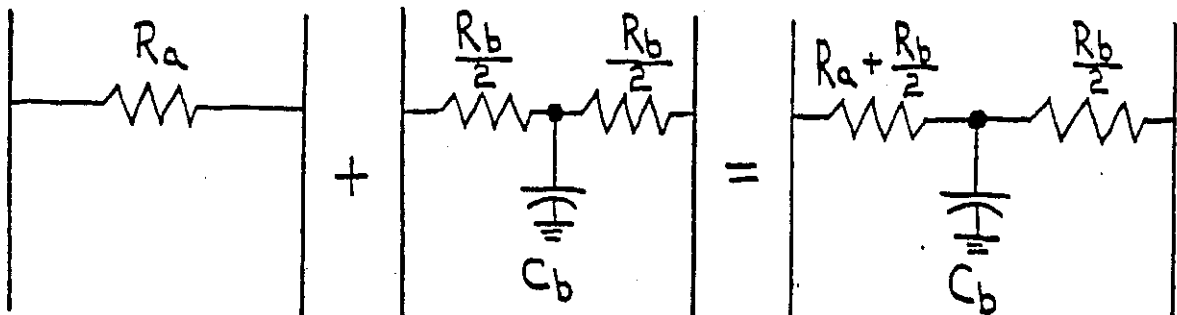 Ra
+
Rb/2
Rb/2
Cb
=
Ra + Rb/2
Rb/2
Cb